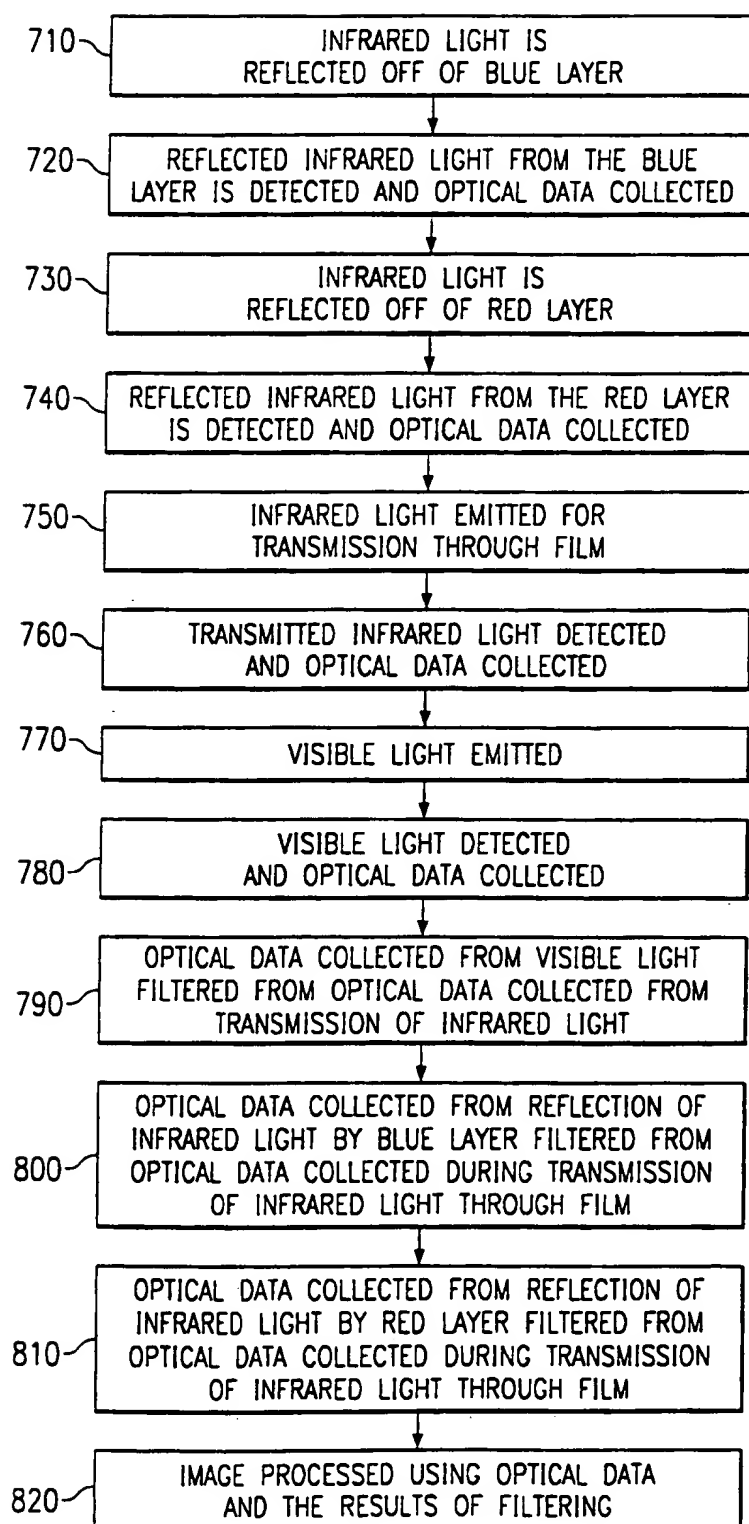 710
INFRARED LIGHT IS
REFLECTED OFF OF BLUE LAYER
720
REFLECTED INFRARED LIGHT FROM THE BLUE
LAYER IS DETECTED AND OPTICAL DATA COLLECTED
730
INFRARED LIGHT IS
REFLECTED OFF OF RED LAYER
740
REFLECTED INFRARED LIGHT FROM THE RED LAYER
IS DETECTED AND OPTICAL DATA COLLECTED
750
INFRARED LIGHT EMITTED FOR
TRANSMISSION THROUGH FILM
760
TRANSMITTED INFRARED LIGHT DETECTED
AND OPTICAL DATA COLLECTED
770
VISIBLE LIGHT EMITTED
780
VISIBLE LIGHT DETECTED
AND OPTICAL DATA COLLECTED
790
OPTICAL DATA COLLECTED FROM VISIBLE LIGHT
FILTERED FROM OPTICAL DATA COLLECTED FROM
TRANSMISSION OF INFRARED LIGHT
800
OPTICAL DATA COLLECTED FROM REFLECTION OF
INFRARED LIGHT BY BLUE LAYER FILTERED FROM
OPTICAL DATA COLLECTED DURING TRANSMISSION
OF INFRARED LIGHT THROUGH FILM
810
OPTICAL DATA COLLECTED FROM REFLECTION OF
INFRARED LIGHT BY RED LAYER FILTERED FROM
OPTICAL DATA COLLECTED DURING TRANSMISSION
OF INFRARED LIGHT THROUGH FILM
820
IMAGE PROCESSED USING OPTICAL DATA
AND THE RESULTS OF FILTERING